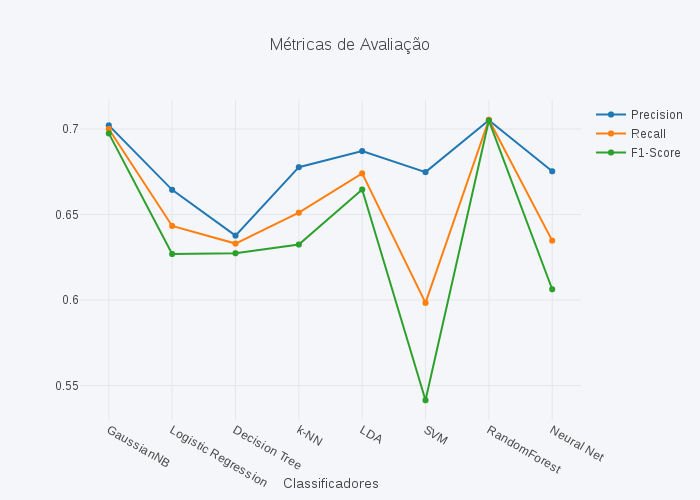 Métricas de Avaliação
Precision
Recall
F1-Score
0.7
0.65
0.6
0.55
GaussianNB
Logistic Regression
Decision Tree
k-NN
LDA
SVM
RandomForest
Neural Net
Classificadores